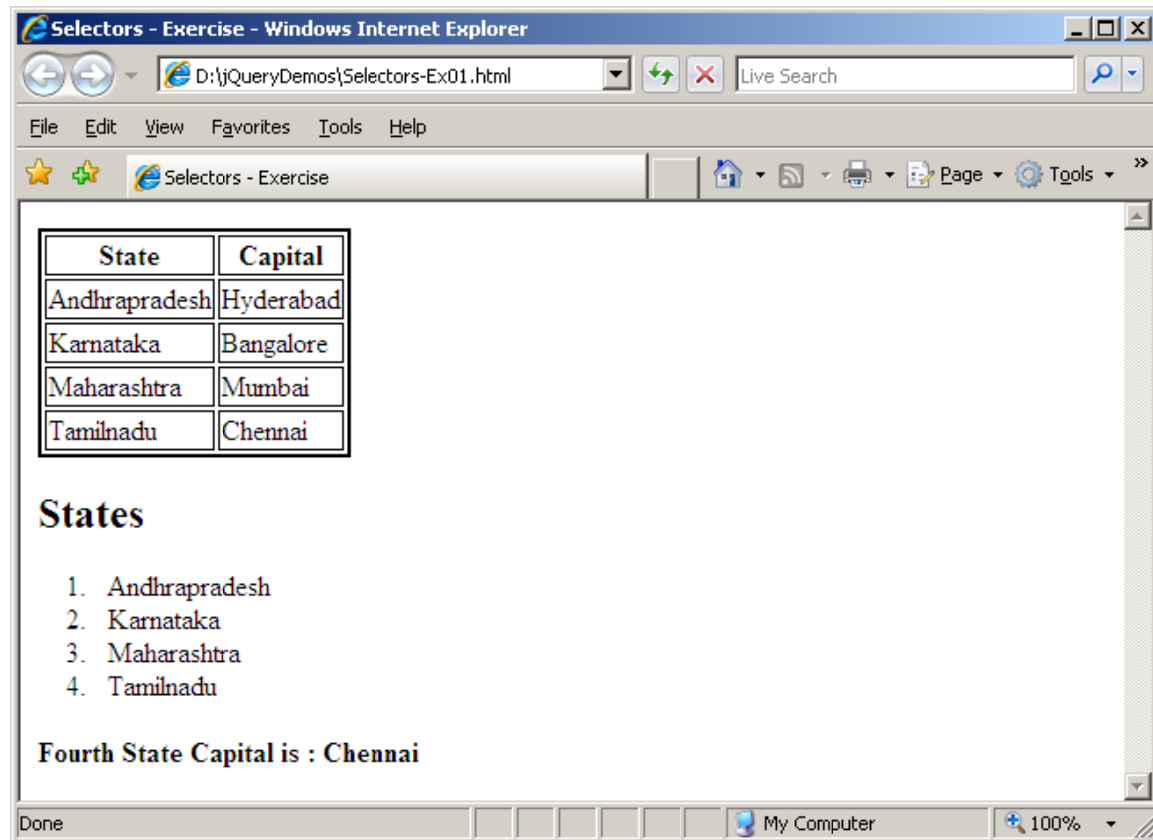 Selectors - Exercise - Windows Internet Explorer
D:\jQueryDemos\Selectors-Ex01.html
Live Search
File Edit View Favorites Tools Help
Selectors - Exercise
Page Tools »
State Capital
Andhrapradesh Hyderabad
Karnataka Bangalore
Maharashtra Mumbai
Tamilnadu Chennai
States
1. Andhrapradesh
2. Karnataka
3. Maharashtra
4. Tamilnadu
Fourth State Capital is : Chennai
Done My Computer 100%